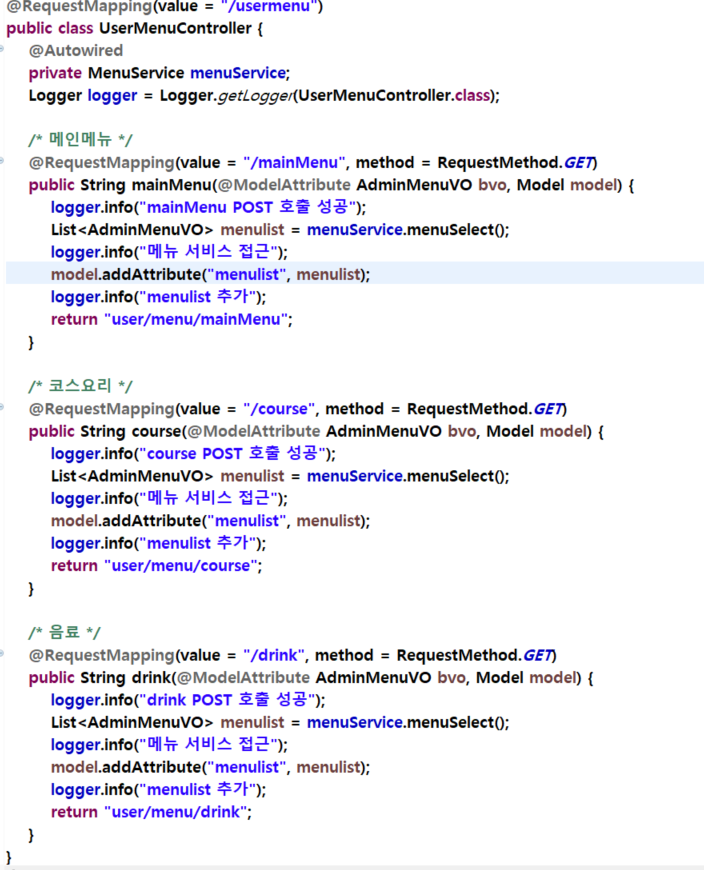 @RequestMapping(value = "/usermenu")
public class UserMenuController {
@Autowired
private MenuService menuService;
Logger logger = Logger.getLogger(UserMenuController.class);
/* 메인메뉴 */
@RequestMapping(value = "/mainMenu", method = RequestMethod.GET)
public String mainMenu(@ModelAttribute AdminMenuVO bvo, Model model) {
logger.info("mainMenu POST 호출 성공");
List<AdminMenuVO> menulist = menuService.menuSelect();
logger.info("메뉴 서비스 접근");
model.addAttribute("menulist", menulist);
logger.info("menulist 추가");
return "user/menu/mainMenu";
}
/* 코스요리 */
@RequestMapping(value = "/course", method = RequestMethod.GET)
public String course(@ModelAttribute AdminMenuVO bvo, Model model) {
logger.info("course POST 호출 성공");
List<AdminMenuVO> menulist = menuService.menuSelect();
logger.info("메뉴 서비스 접근");
model.addAttribute("menulist", menulist);
logger.info("menulist 추가");
return "user/menu/course";
}
/* 음료 */
@RequestMapping(value = "/drink", method = RequestMethod.GET)
public String drink(@ModelAttribute AdminMenuVO bvo, Model model) {
logger.info("drink POST 호출 성공");
List<AdminMenuVO> menulist = menuService.menuSelect();
logger.info("메뉴 서비스 접근");
model.addAttribute("menulist", menulist);
logger.info("menulist 추가");
return "user/menu/drink";
}
}